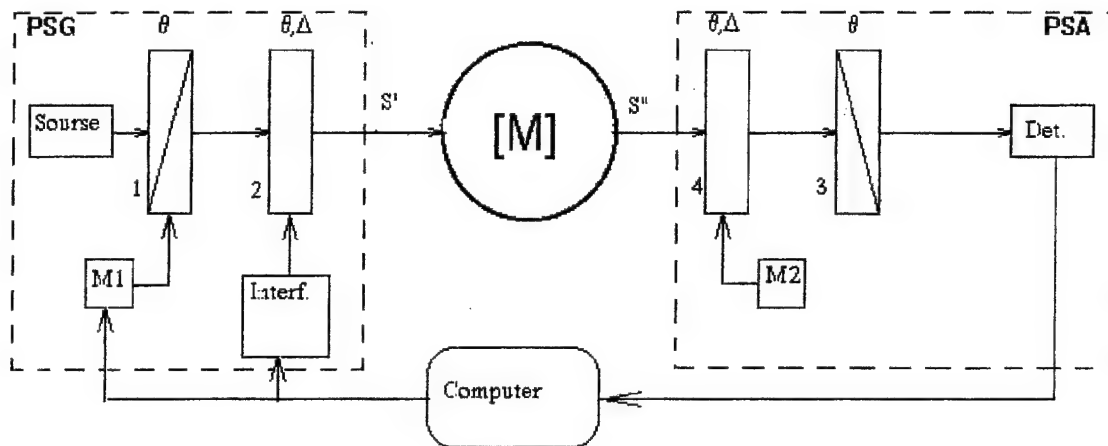 PSG
θ
θ,Δ
θ,Δ
θ
PSA
Sourse
S'
[M]
S"
Det.
1
2
4
3
M1
Interf.
M2
Computer